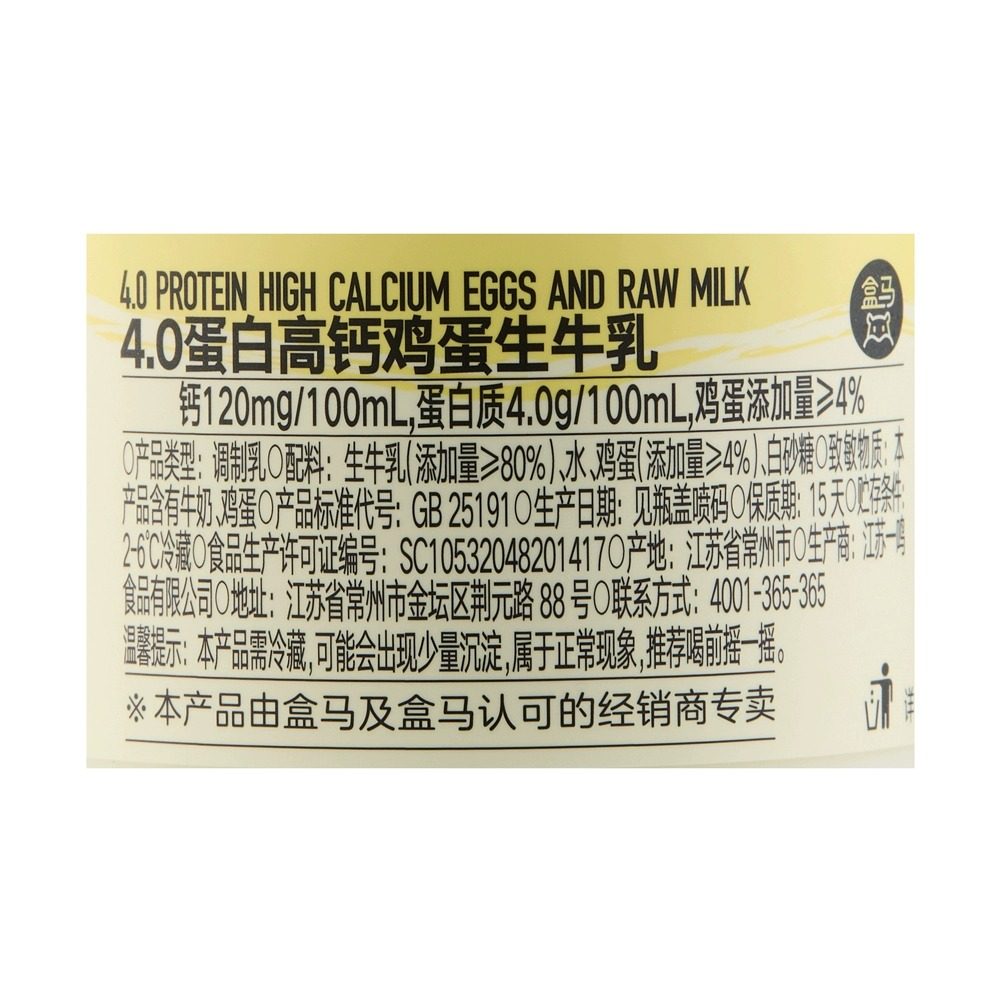 4.0 PROTEIN HIGH CALCIUM EGGS AND RAW MILK
盒马
4.0蛋白高钙鸡蛋生牛乳
钙120mg/100mL,蛋白质4.0g/100mL,鸡蛋添加量≥4%
○产品类型：调制乳○配料：生牛乳(添加量≥80%)、水、鸡蛋(添加量≥4%)、白砂糖○致敏物质：本
产品含有牛奶、鸡蛋○产品标准代号：GB 25191○生产日期：见瓶盖喷码○保质期：15天○贮存条件:
2-6℃冷藏○食品生产许可证编号：SC10532048201417○产地：江苏省常州市○生产商：江苏一鸣
食品有限公司○地址：江苏省常州市金坛区荆元路 88 号○联系方式：4001-365-365
温馨提示：本产品需冷藏,可能会出现少量沉淀,属于正常现象,推荐喝前摇一摇。
※本产品由盒马及盒马认可的经销商专卖